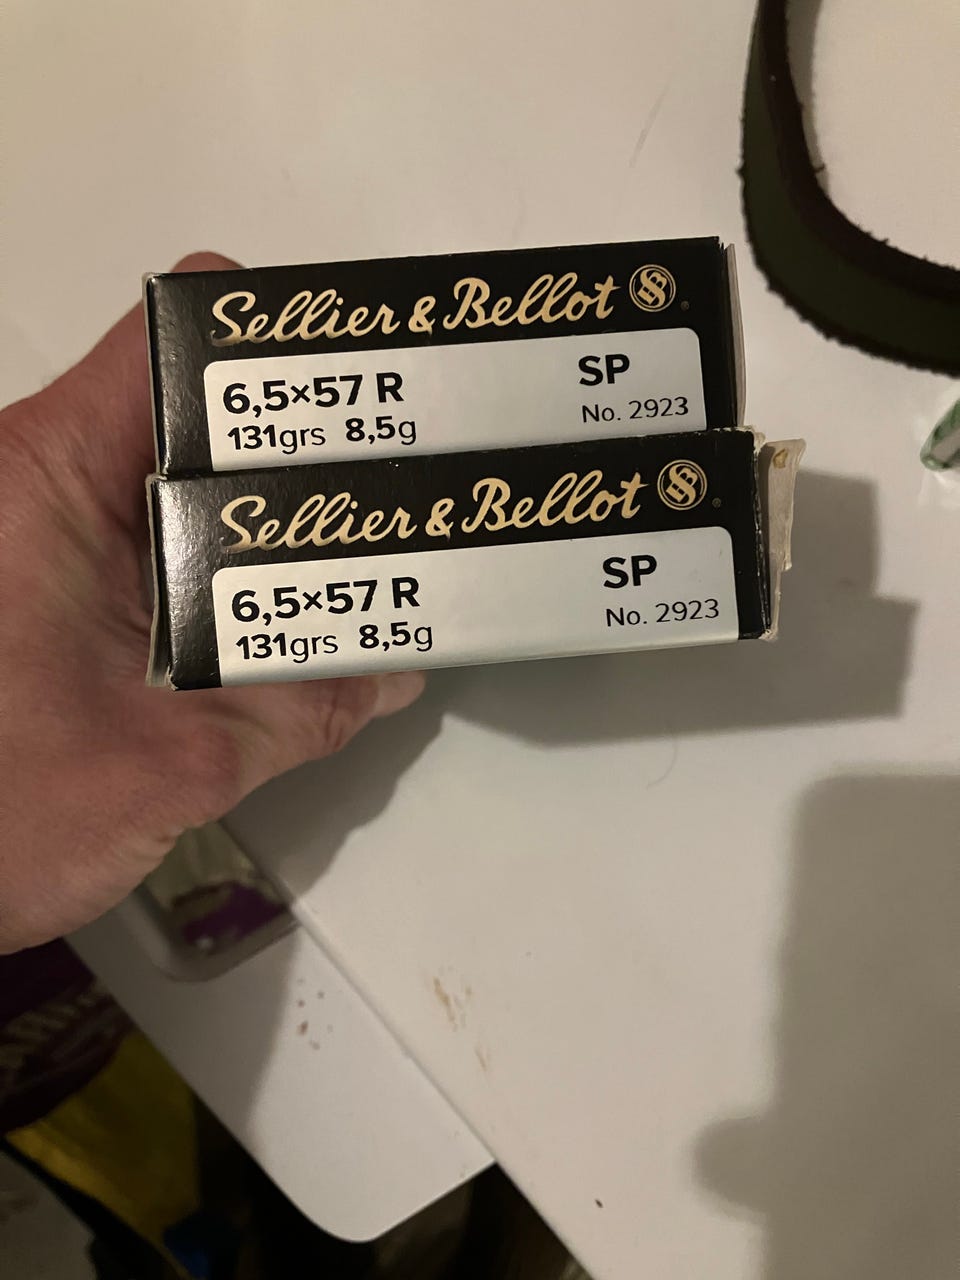 Sellier & Bellot
6,5×57 R SP
131grs 8,5g No. 2923
Sellier & Bellot
6,5×57 R SP
131grs 8,5g No. 2923